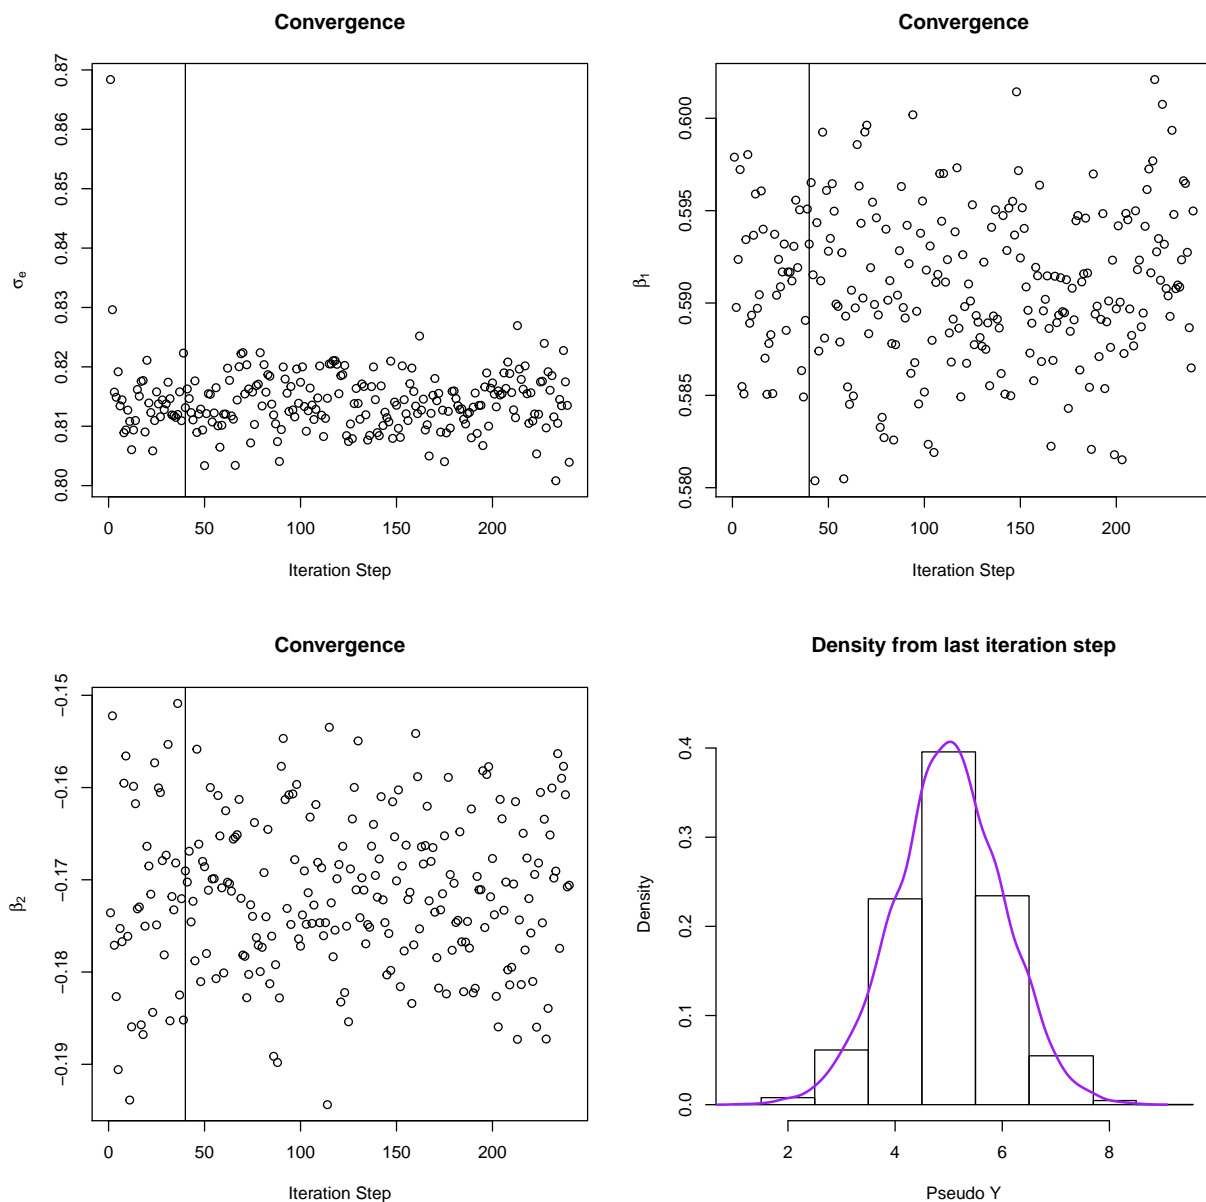 Convergence
σe
0.80 0.81 0.82 0.83 0.84 0.85 0.86 0.87
0 50 100 150 200
Iteration Step
Convergence
β1
0.580 0.585 0.590 0.595 0.600
0 50 100 150 200
Iteration Step
Convergence
β2
−0.19 −0.18 −0.17 −0.16 −0.15
0 50 100 150 200
Iteration Step
Density from last iteration step
Density
0.0 0.1 0.2 0.3 0.4
2 4 6 8
Pseudo Y